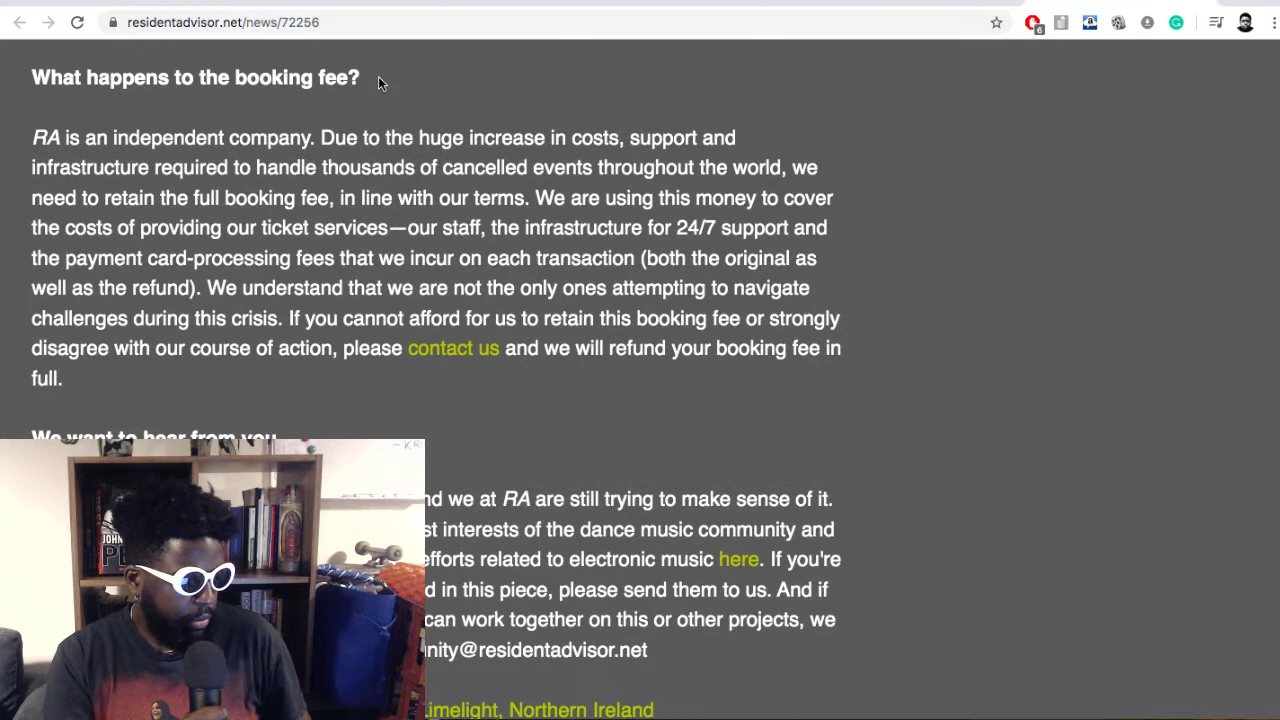 residentadvisor.net/news/72256
6
What happens to the booking fee?
RA is an independent company. Due to the huge increase in costs, support and
infrastructure required to handle thousands of cancelled events throughout the world, we
need to retain the full booking fee, in line with our terms. We are using this money to cover
the costs of providing our ticket services—our staff, the infrastructure for 24/7 support and
the payment card-processing fees that we incur on each transaction (both the original as
well as the refund). We understand that we are not the only ones attempting to navigate
challenges during this crisis. If you cannot afford for us to retain this booking fee or strongly
disagree with our course of action, please contact us and we will refund your booking fee in
full.
We want to hear from you
nd we at RA are still trying to make sense of it.
st interests of the dance music community and
efforts related to electronic music here. If you're
d in this piece, please send them to us. And if
can work together on this or other projects, we
nity@residentadvisor.net
Limelight, Northern Ireland
JOHN
PE